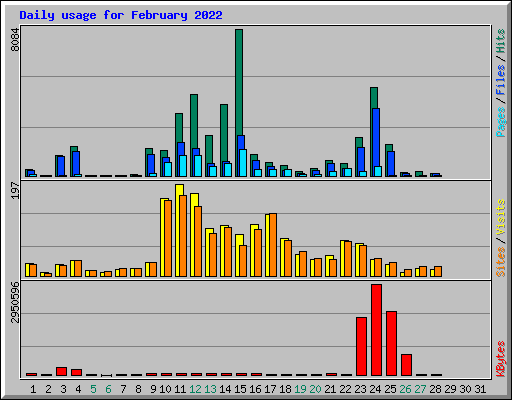 Daily usage for February 2022
8084
Pages / Files / Hits
197
Sites / Visits
2950596
KBytes
1 2 3 4 5 6 7 8 9 10 11 12 13 14 15 16 17 18 19 20 21 22 23 24 25 26 27 28 29 30 31